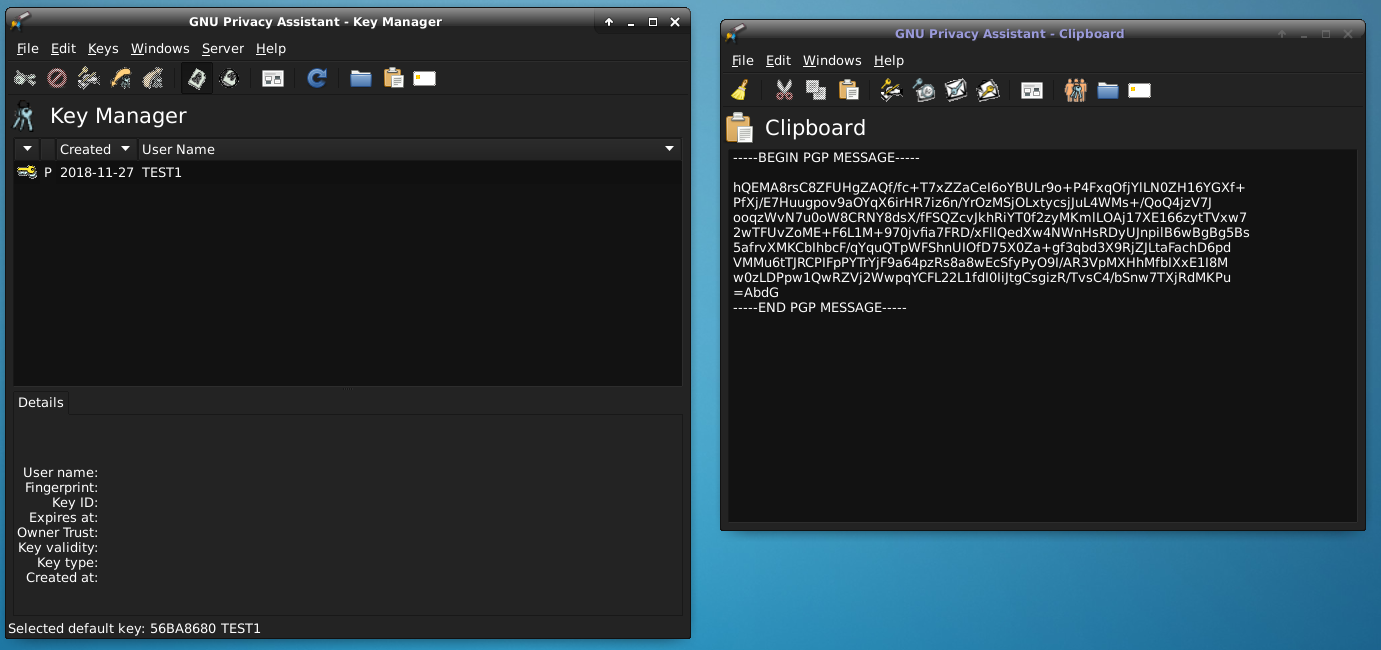 GNU Privacy Assistant - Key Manager
File Edit Keys Windows Server Help
Key Manager
Created User Name
P 2018-11-27 TEST1
Details
User name:
Fingerprint:
Key ID:
Expires at:
Owner Trust:
Key validity:
Key type:
Created at:
Selected default key: 56BA8680 TEST1
GNU Privacy Assistant - Clipboard
File Edit Windows Help
Clipboard
-----BEGIN PGP MESSAGE-----
hQEMA8rsC8ZFUHgZAQf/fc+T7xZZaCeI6oYBULr9o+P4FxqOfjYlLN0ZH16YGXf+
PfXj/E7Huugpov9aOYqX6irHR7iz6n/YrOzMSjOLxtycsjJuL4WMs+/QoQ4jzV7J
ooqzWvN7u0oW8CRNY8dsX/fFSQZcvJkhRiYT0f2zyMKmlLOAj17XE166zytTVxw7
2wTFUvZoME+F6L1M+970jvfia7FRD/xFllQedXw4NWnHsRDyUJnpilB6wBgBg5Bs
5afrvXMKCbIhbcF/qYquQTpWFShnUIOfD75X0Za+gf3qbd3X9RjZJLtaFachD6pd
VMMu6tTJRCPIFpPYTrYjF9a64pzRs8a8wEcSfyPyO9l/AR3VpMXHhMfblXxE1I8M
w0zLDPpw1QwRZVj2WwpqYCFL22L1fdI0IiJtgCsgizR/TvsC4/bSnw7TXjRdMKPu
=AbdG
-----END PGP MESSAGE-----